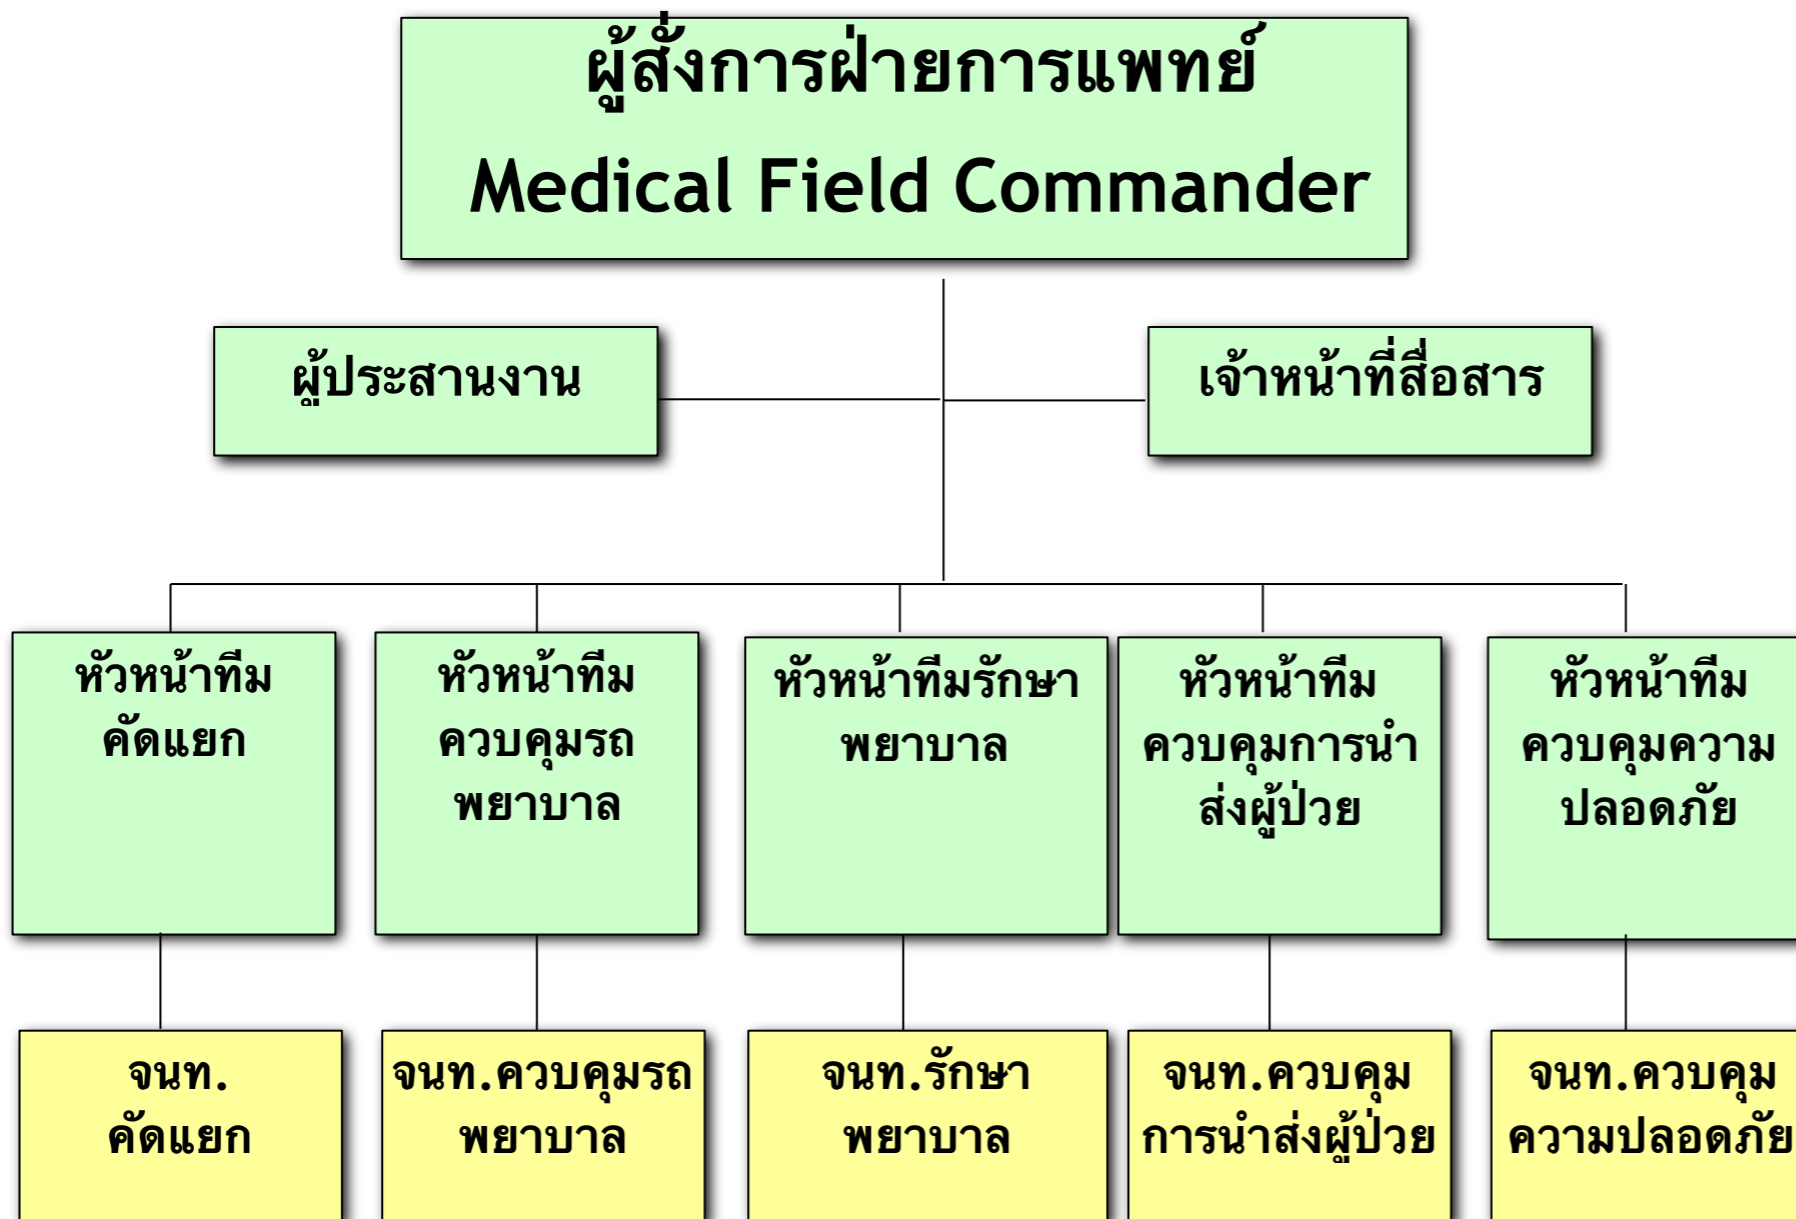 ผู้สั่งการฝ่ายการแพทย์
Medical Field Commander
ผู้ประสานงาน
เจ้าหน้าที่สื่อสาร
หัวหน้าทีม
คัดแยก
หัวหน้าทีม
ควบคุมรถ
พยาบาล
หัวหน้าทีมรักษา
พยาบาล
หัวหน้าทีม
ควบคุมการนำ
ส่งผู้ป่วย
หัวหน้าทีม
ควบคุมความ
ปลอดภัย
จนท.
คัดแยก
จนท.ควบคุมรถ
พยาบาล
จนท.รักษา
พยาบาล
จนท.ควบคุม
การนำส่งผู้ป่วย
จนท.ควบคุม
ความปลอดภัย